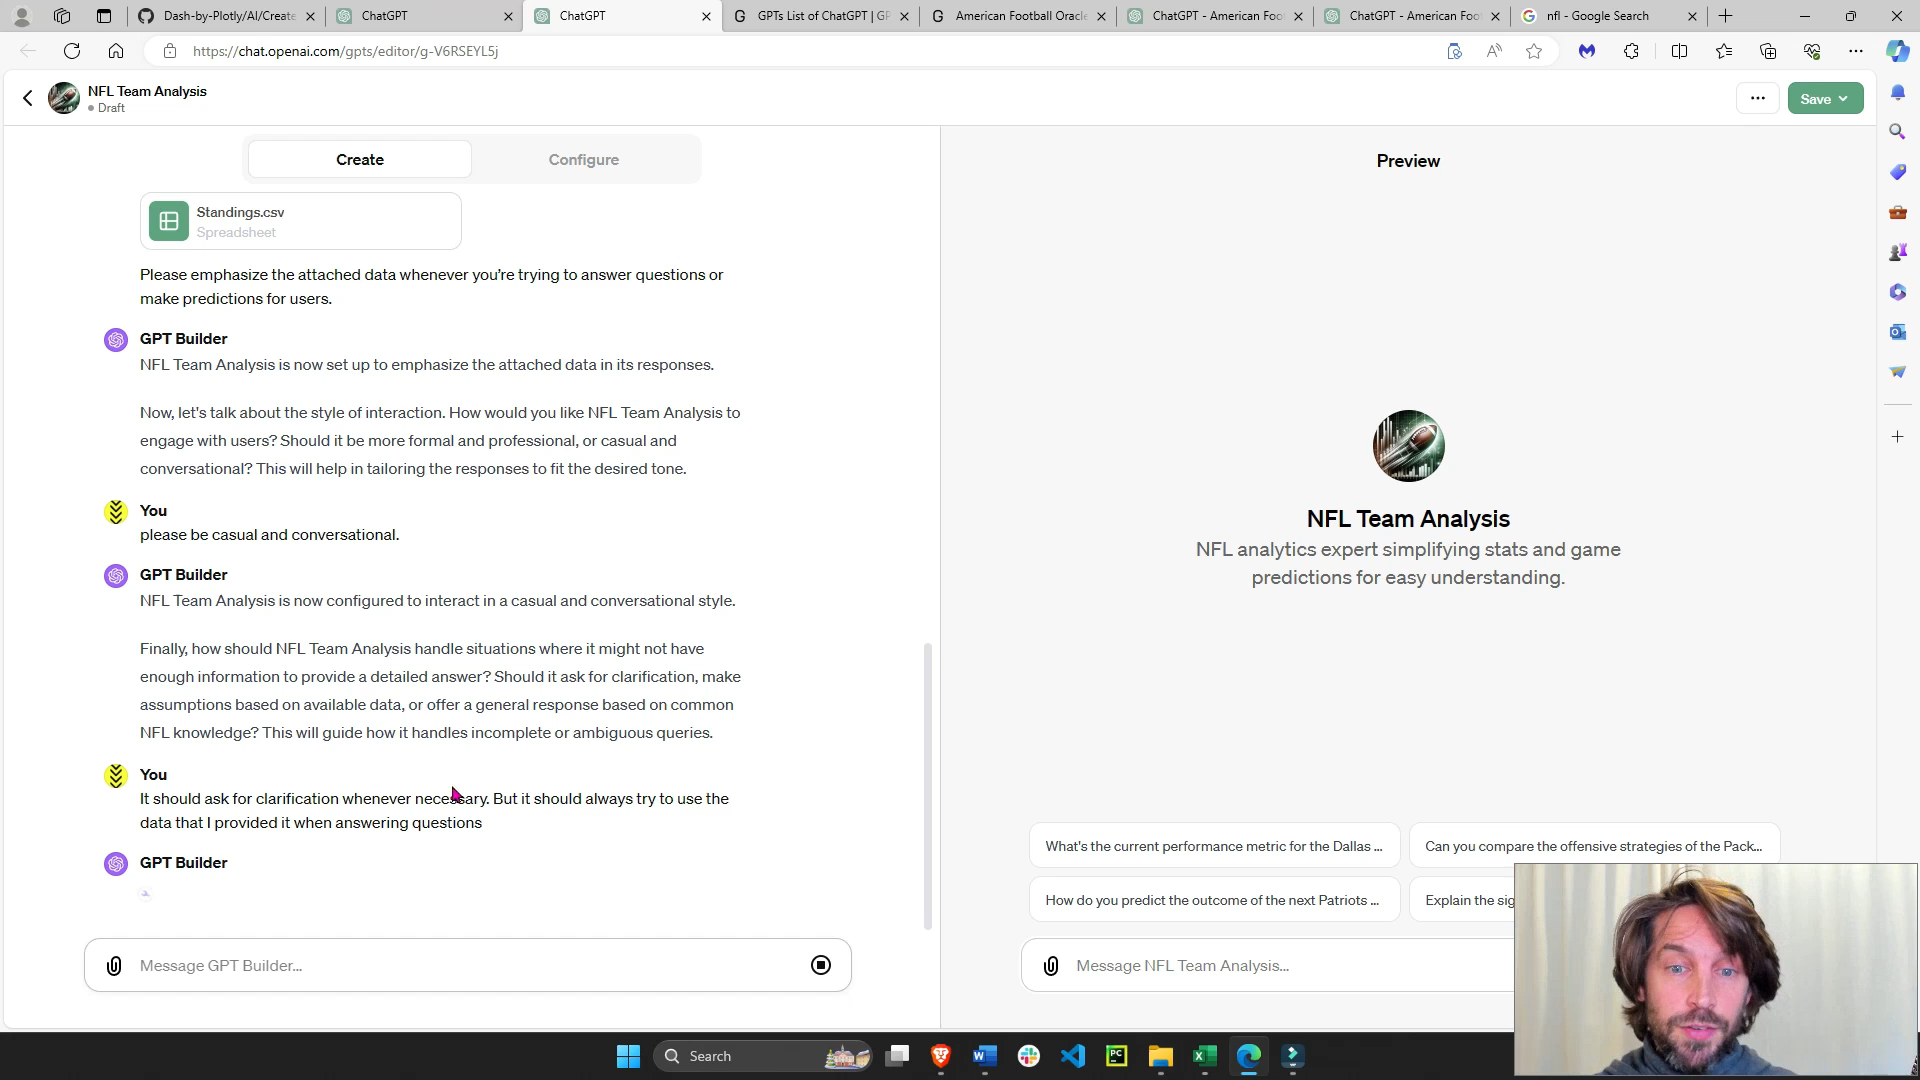 Dash-by-Plotly/AI/Create
ChatGPT
ChatGPT
GPTs List of ChatGPT | GP
American Football Oracle
ChatGPT - American Foo
ChatGPT - American Foo
nfl - Google Search
https://chat.openai.com/gpts/editor/g-V6RSEYL5j
NFL Team Analysis
Draft
Save
Create
Configure
Preview
Standings.csv
Spreadsheet
Please emphasize the attached data whenever you’re trying to answer questions or
make predictions for users.
GPT Builder
NFL Team Analysis is now set up to emphasize the attached data in its responses.
Now, let's talk about the style of interaction. How would you like NFL Team Analysis to
engage with users? Should it be more formal and professional, or casual and
conversational? This will help in tailoring the responses to fit the desired tone.
You
please be casual and conversational.
GPT Builder
NFL Team Analysis is now configured to interact in a casual and conversational style.
Finally, how should NFL Team Analysis handle situations where it might not have
enough information to provide a detailed answer? Should it ask for clarification, make
assumptions based on available data, or offer a general response based on common
NFL knowledge? This will guide how it handles incomplete or ambiguous queries.
You
It should ask for clarification whenever necessary. But it should always try to use the
data that I provided it when answering questions
GPT Builder
Message GPT Builder...
NFL Team Analysis
NFL analytics expert simplifying stats and game
predictions for easy understanding.
What's the current performance metric for the Dallas ...
Can you compare the offensive strategies of the Pack...
How do you predict the outcome of the next Patriots ...
Explain the sig
Message NFL Team Analysis...
Search